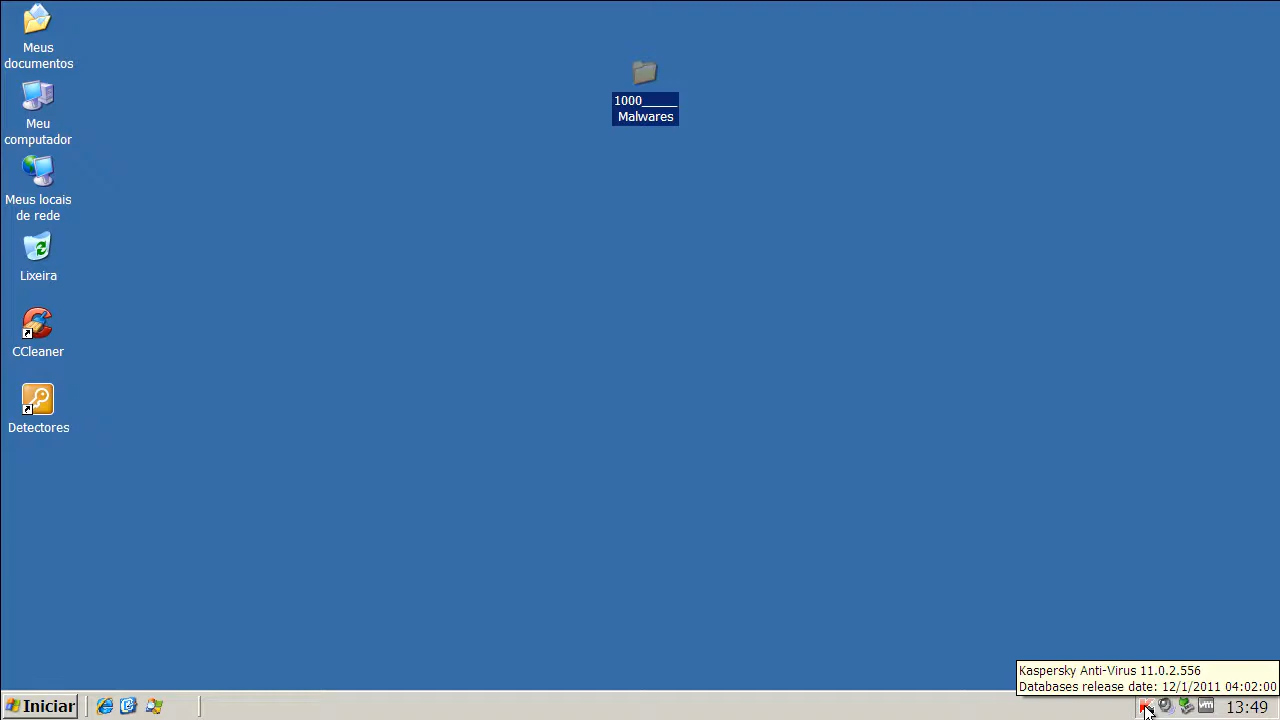 Meus
documentos
Meu
computador
Meus locais
de rede
Lixeira
CCleaner
Detectores
1000_____
Malwares
Kaspersky Anti-Virus 11.0.2.556
Databases release date: 12/1/2011 04:02:00
Iniciar
vm
13:49